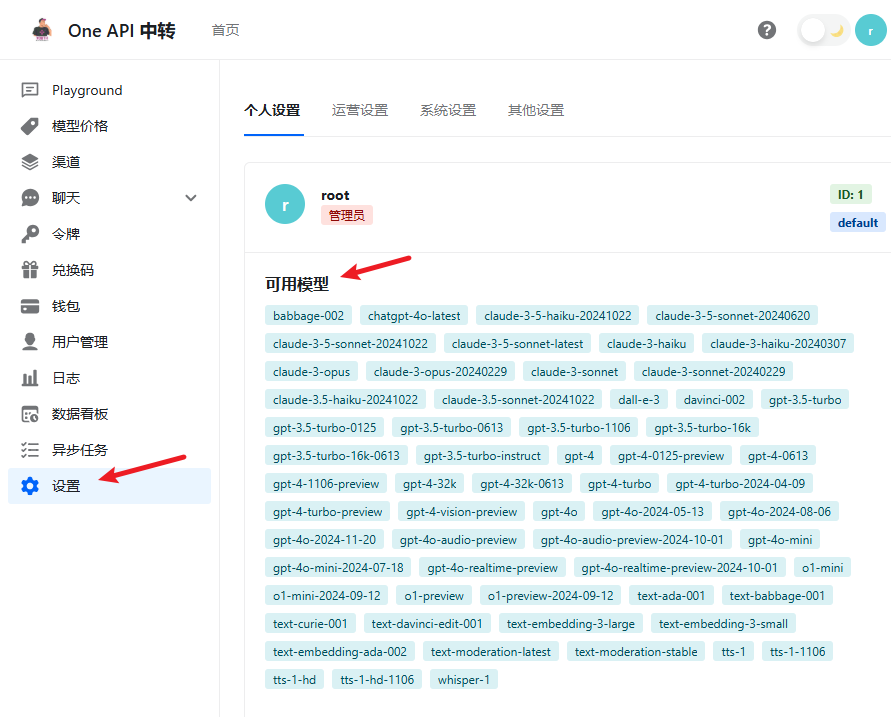 One API 中转 首页
r
Playground
模型价格
渠道
聊天
令牌
兑换码
钱包
用户管理
日志
数据看板
异步任务
设置
个人设置 运营设置 系统设置 其他设置
r
root
管理员
ID: 1
default
可用模型
babbage-002 chatgpt-4o-latest claude-3-5-haiku-20241022 claude-3-5-sonnet-20240620
claude-3-5-sonnet-20241022 claude-3-5-sonnet-latest claude-3-haiku claude-3-haiku-20240307
claude-3-opus claude-3-opus-20240229 claude-3-sonnet claude-3-sonnet-20240229
claude-3.5-haiku-20241022 claude-3.5-sonnet-20241022 dall-e-3 davinci-002 gpt-3.5-turbo
gpt-3.5-turbo-0125 gpt-3.5-turbo-0613 gpt-3.5-turbo-1106 gpt-3.5-turbo-16k
gpt-3.5-turbo-16k-0613 gpt-3.5-turbo-instruct gpt-4 gpt-4-0125-preview gpt-4-0613
gpt-4-1106-preview gpt-4-32k gpt-4-32k-0613 gpt-4-turbo gpt-4-turbo-2024-04-09
gpt-4-turbo-preview gpt-4-vision-preview gpt-4o gpt-4o-2024-05-13 gpt-4o-2024-08-06
gpt-4o-2024-11-20 gpt-4o-audio-preview gpt-4o-audio-preview-2024-10-01 gpt-4o-mini
gpt-4o-mini-2024-07-18 gpt-4o-realtime-preview gpt-4o-realtime-preview-2024-10-01 o1-mini
o1-mini-2024-09-12 o1-preview o1-preview-2024-09-12 text-ada-001 text-babbage-001
text-curie-001 text-davinci-edit-001 text-embedding-3-large text-embedding-3-small
text-embedding-ada-002 text-moderation-latest text-moderation-stable tts-1 tts-1-1106
tts-1-hd tts-1-hd-1106 whisper-1